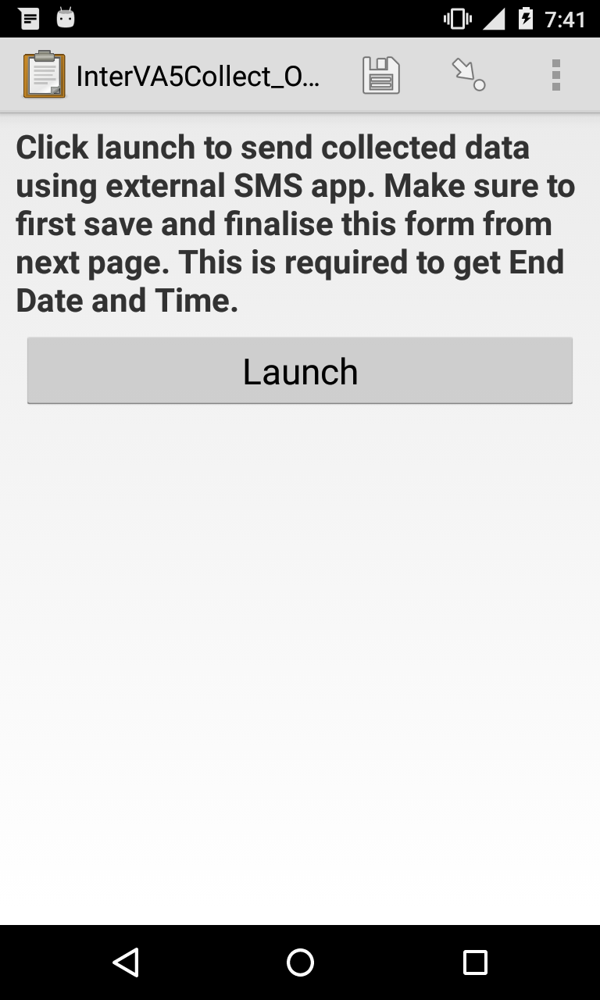 7:41
InterVA5Collect_O...
Click launch to send collected data
using external SMS app. Make sure to
first save and finalise this form from
next page. This is required to get End
Date and Time.
Launch